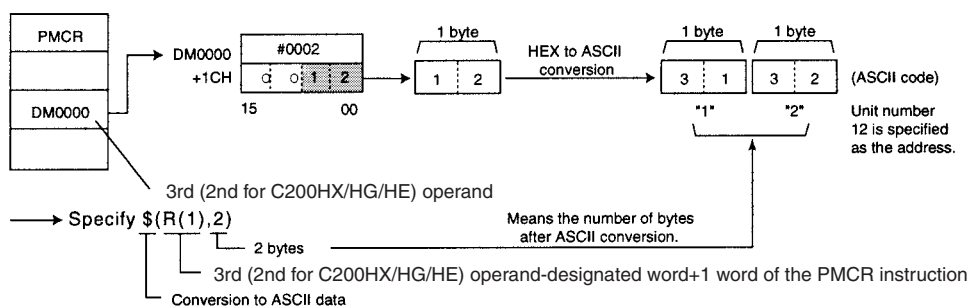 PMCR
DM0000
DM0000
#0002
+1CH
0 0 1 2
15 00
1 byte
1 2
HEX to ASCII
conversion
1 byte 1 byte
3 1 3 2
(ASCII code)
"1" "2"
Unit number
12 is specified
as the address.
3rd (2nd for C200HX/HG/HE) operand
Specify $(R(1),2)
2 bytes
Means the number of bytes
after ASCII conversion.
3rd (2nd for C200HX/HG/HE) operand-designated word+1 word of the PMCR instruction
Conversion to ASCII data